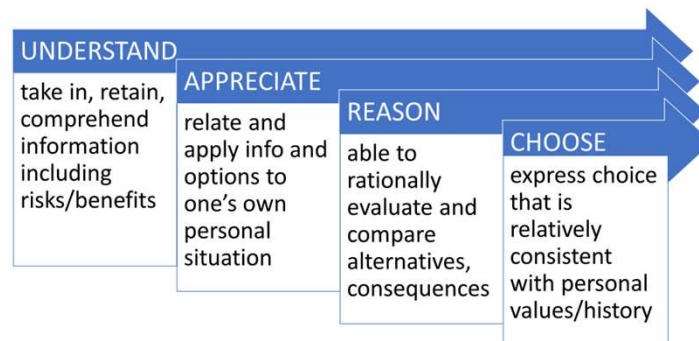 UNDERSTAND
take in, retain,
comprehend
information
including
risks/benefits
APPRECIATE
relate and
apply info and
options to
one's own
personal
situation
REASON
able to
rationally
evaluate and
compare
alternatives,
consequences
CHOOSE
express choice
that is
relatively
consistent
with personal
values/history